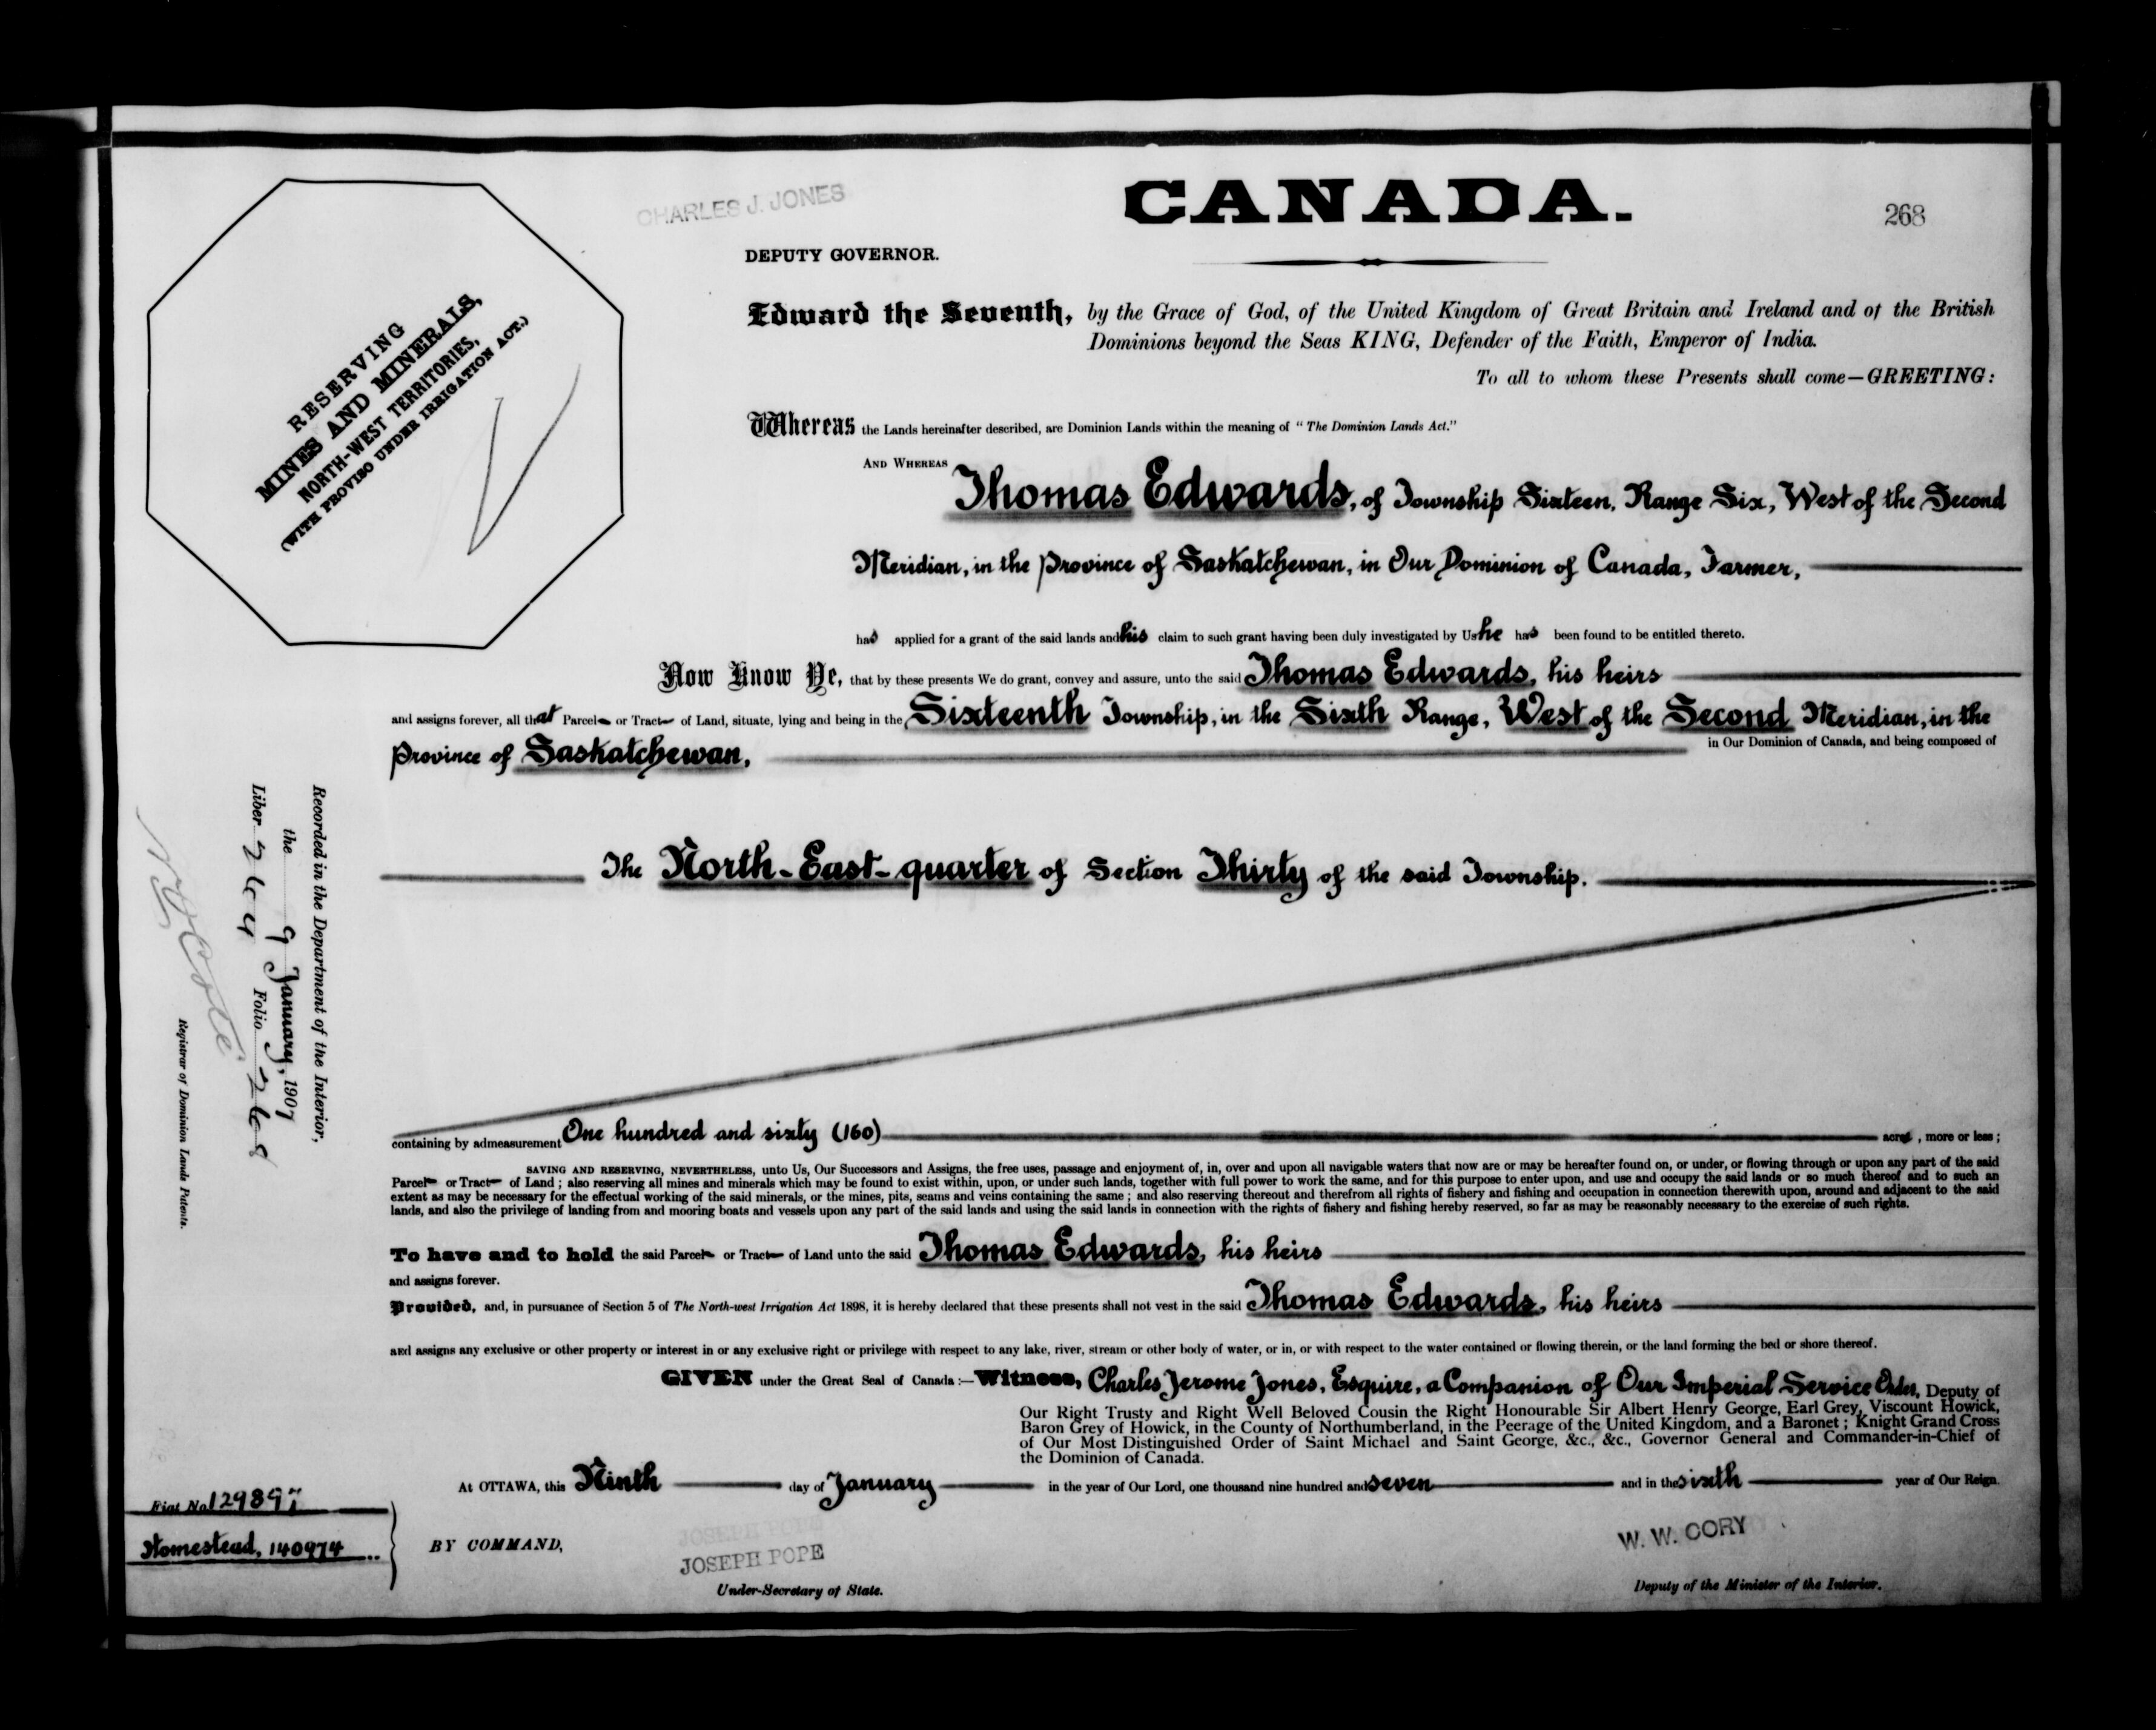 CHARLES J. JONES
CANADA.
268
DEPUTY GOVERNOR.
RESERVING
MINES AND MINERALS,
NORTH-WEST TERRITORIES,
(WITH PROVISO UNDER IRRIGATION ACT.)
Edward the Seventh, by the Grace of God, of the United Kingdom of Great Britain and Ireland and of the British
Dominions beyond the Seas KING, Defender of the Faith, Emperor of India.
To all to whom these Presents shall come—GREETING:
Whereas the Lands hereinafter described, are Dominion Lands within the meaning of "The Dominion Lands Act."
AND WHEREAS Thomas Edwards, of Township Sixteen, Range Six, West of the Second
Meridian, in the Province of Saskatchewan, in Our Dominion of Canada, Farmer,
has applied for a grant of the said lands and his claim to such grant having been duly investigated by Us he has been found to be entitled thereto.
Now Know Ye, that by these presents We do grant, convey and assure, unto the said Thomas Edwards, his heirs
and assigns forever, all that Parcel or Tract of Land, situate, lying and being in the Sixteenth Township, in the Sixth Range, West of the Second Meridian, in the
Province of Saskatchewan, in Our Dominion of Canada, and being composed of
The North-East-quarter of Section Thirty of the said Township.
containing by admeasurement One hundred and sixty (160) acres, more or less;
SAVING AND RESERVING, NEVERTHELESS, unto Us, Our Successors and Assigns, the free uses, passage and enjoyment of, in, over and upon all navigable waters that now are or may be hereafter found on, or under, or flowing through or upon any part of the said
Parcel or Tract of Land; also reserving all mines and minerals which may be found to exist within, upon, or under such lands, together with full power to work the same, and for this purpose to enter upon, and use and occupy the said lands or so much thereof and to such an
extent as may be necessary for the effectual working of the said minerals, or the mines, pits, seams and veins containing the same; and also reserving thereout and therefrom all rights of fishery and fishing and occupation in connection therewith upon, around and adjacent to the said
lands, and also the privilege of landing from and mooring boats and vessels upon any part of the said lands and using the said lands in connection with the rights of fishery and fishing hereby reserved, so far as may be reasonably necessary to the exercise of such rights.
To have and to hold the said Parcel or Tract of Land unto the said Thomas Edwards, his heirs
and assigns forever.
Provided, and, in pursuance of Section 5 of The North-west Irrigation Act 1898, it is hereby declared that these presents shall not vest in the said Thomas Edwards, his heirs
and assigns any exclusive or other property or interest in or any exclusive right or privilege with respect to any lake, river, stream or other body of water, or in, or with respect to the water contained or flowing therein, or the land forming the bed or shore thereof.
GIVEN under the Great Seal of Canada:—Witness, Charles Jerome Jones, Esquire, a Companion of Our Imperial Service Order, Deputy of
Our Right Trusty and Right Well Beloved Cousin the Right Honourable Sir Albert Henry George, Earl Grey, Viscount Howick,
Baron Grey of Howick, in the County of Northumberland, in the Peerage of the United Kingdom, and a Baronet; Knight Grand Cross
of Our Most Distinguished Order of Saint Michael and Saint George, &c., &c., Governor General and Commander-in-Chief of
the Dominion of Canada.
At OTTAWA, this Ninth day of January in the year of Our Lord, one thousand nine hundred and seven and in the sixth year of Our Reign.
BY COMMAND,
JOSEPH POPE
Under-Secretary of State.
W. W. CORY
Deputy of the Minister of the Interior.
Recorded in the Department of the Interior,
the 9 January, 1907
Liber 264 Folio 268
Registrar of Dominion Lands Patents.
Fiat No 129897
Homestead, 140974